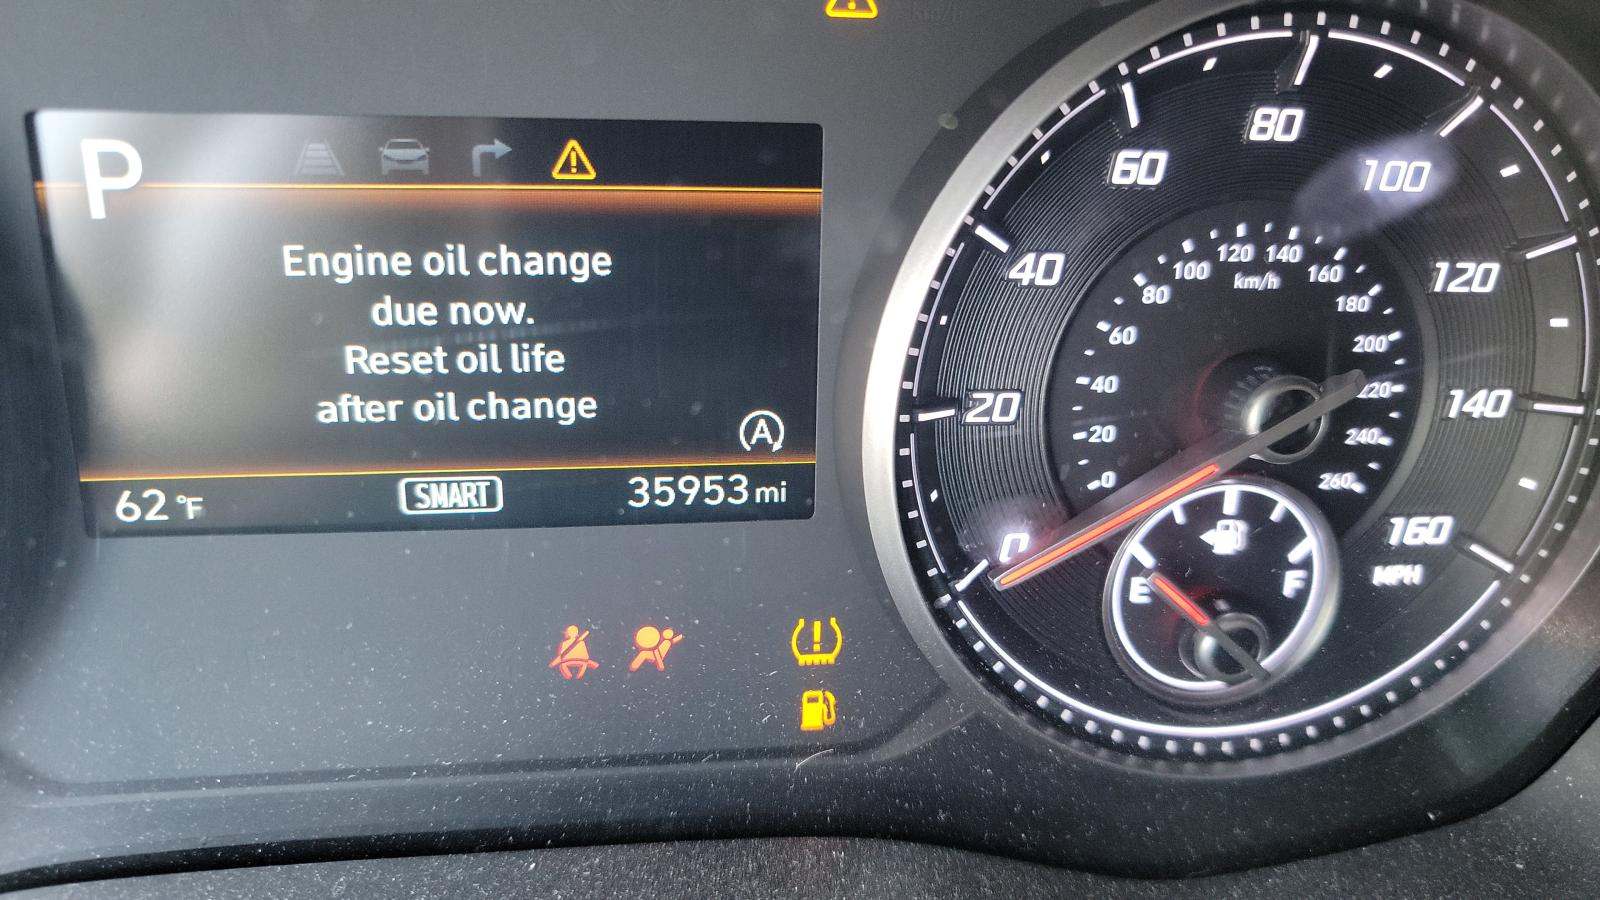 P
Engine oil change
due now.
Reset oil life
after oil change
A
62 °F
SMART
35953 mi
0
20
40
60
80
100
120
140
160
MPH
0
20
40
60
80
100
120
140
160
180
200
220
240
260
km/h
E
F